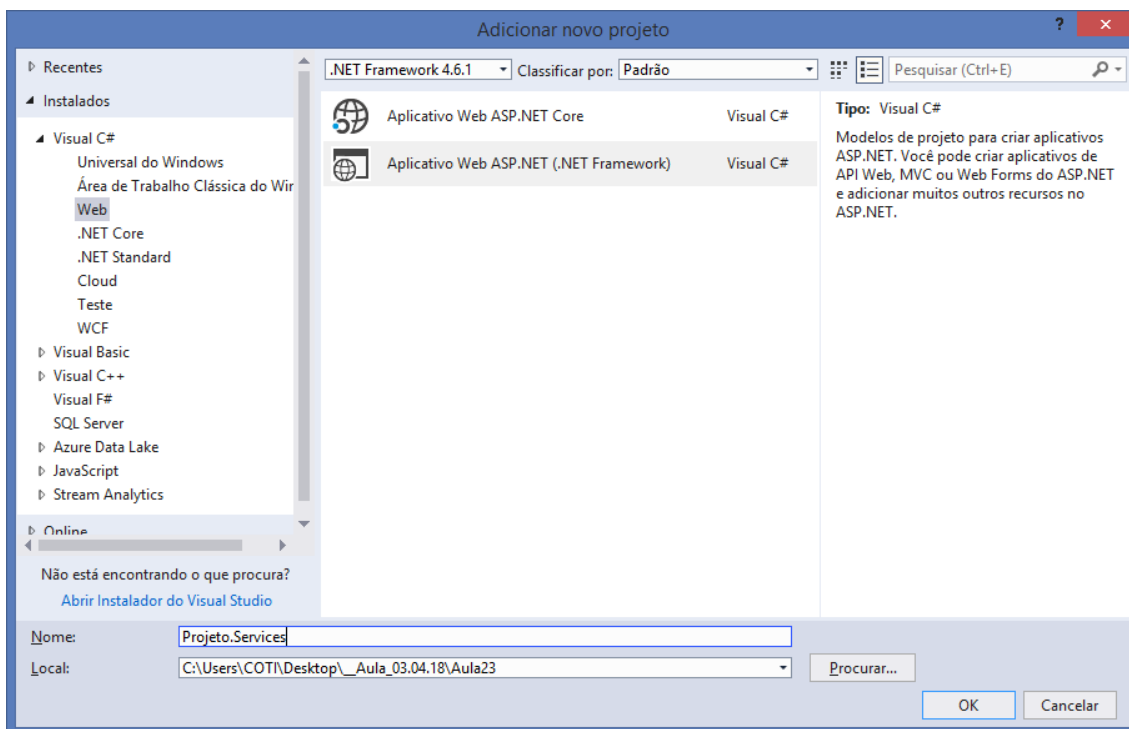 Adicionar novo projeto
?
Recentes
Instalados
Visual C#
Universal do Windows
Área de Trabalho Clássica do Wir
Web
.NET Core
.NET Standard
Cloud
Teste
WCF
Visual Basic
Visual C++
Visual F#
SQL Server
Azure Data Lake
JavaScript
Stream Analytics
Online
Não está encontrando o que procura?
Abrir Instalador do Visual Studio
.NET Framework 4.6.1 Classificar por: Padrão
Aplicativo Web ASP.NET Core Visual C#
Aplicativo Web ASP.NET (.NET Framework) Visual C#
Pesquisar (Ctrl+E)
Tipo: Visual C#
Modelos de projeto para criar aplicativos
ASP.NET. Você pode criar aplicativos de
API Web, MVC ou Web Forms do ASP.NET
e adicionar muitos outros recursos no
ASP.NET.
Nome: Projeto.Services
Local: C:\Users\COTI\Desktop\__Aula_03.04.18\Aula23
Procurar...
OK Cancelar